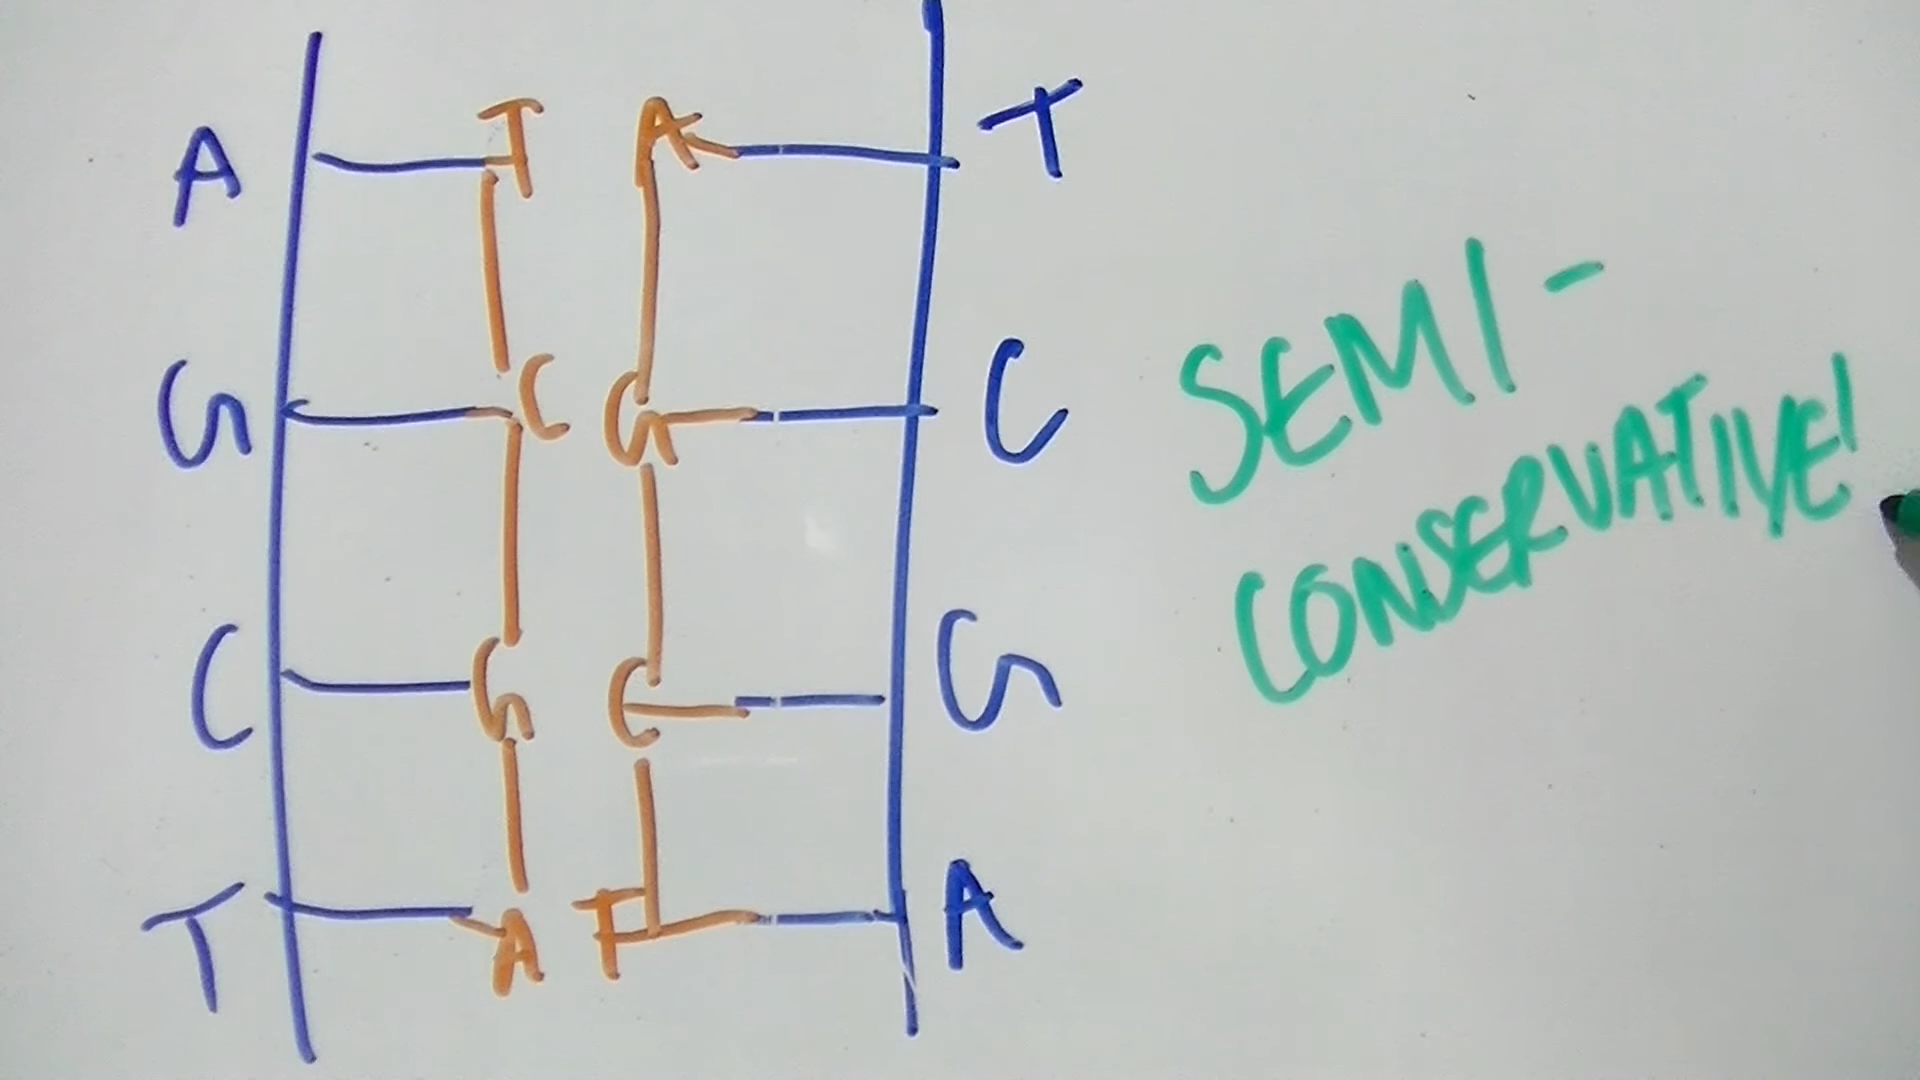 A T A T
G C G C
C G C G
T A T A
SEMI-
CONSERVATIVE!